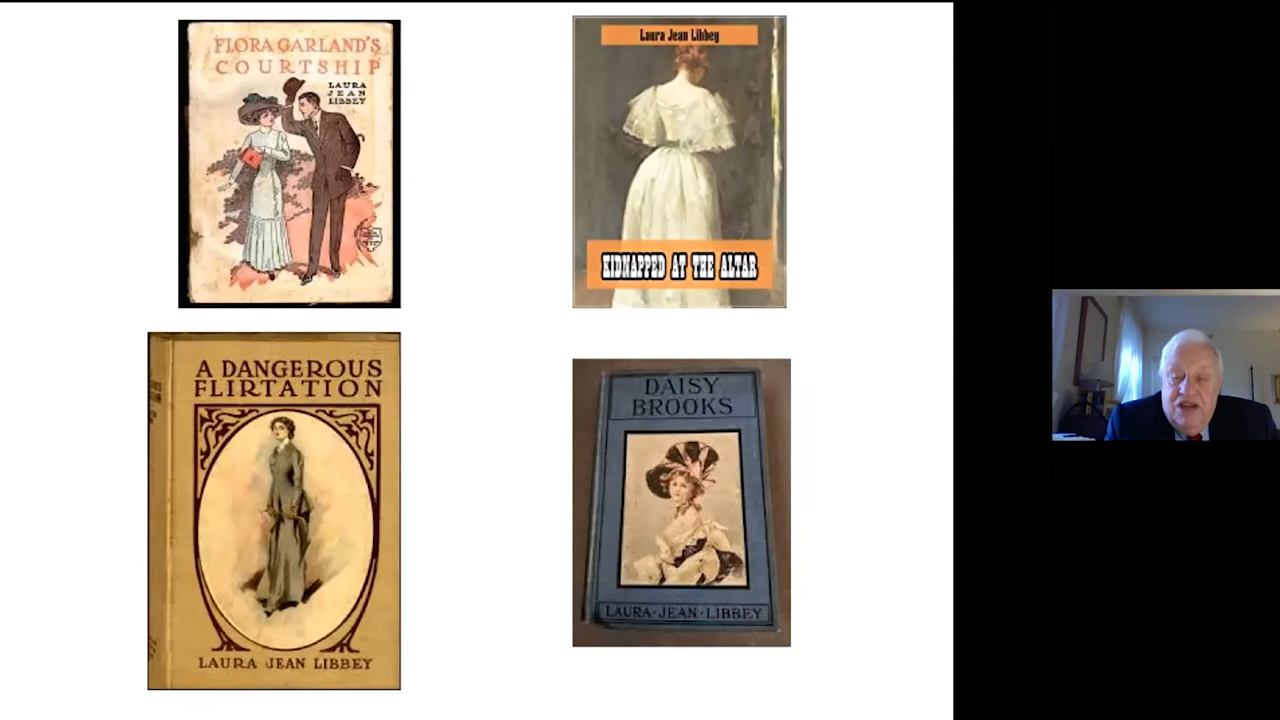 FLORA GARLAND'S
COURTSHIP
LAURA
JEAN
LIBBEY
Laura Jean Libbey
KIDNAPPED AT THE ALTAR
A DANGEROUS
FLIRTATION
LAURA JEAN LIBBEY
DAISY
BROOKS
LAURA · JEAN · LIBBEY